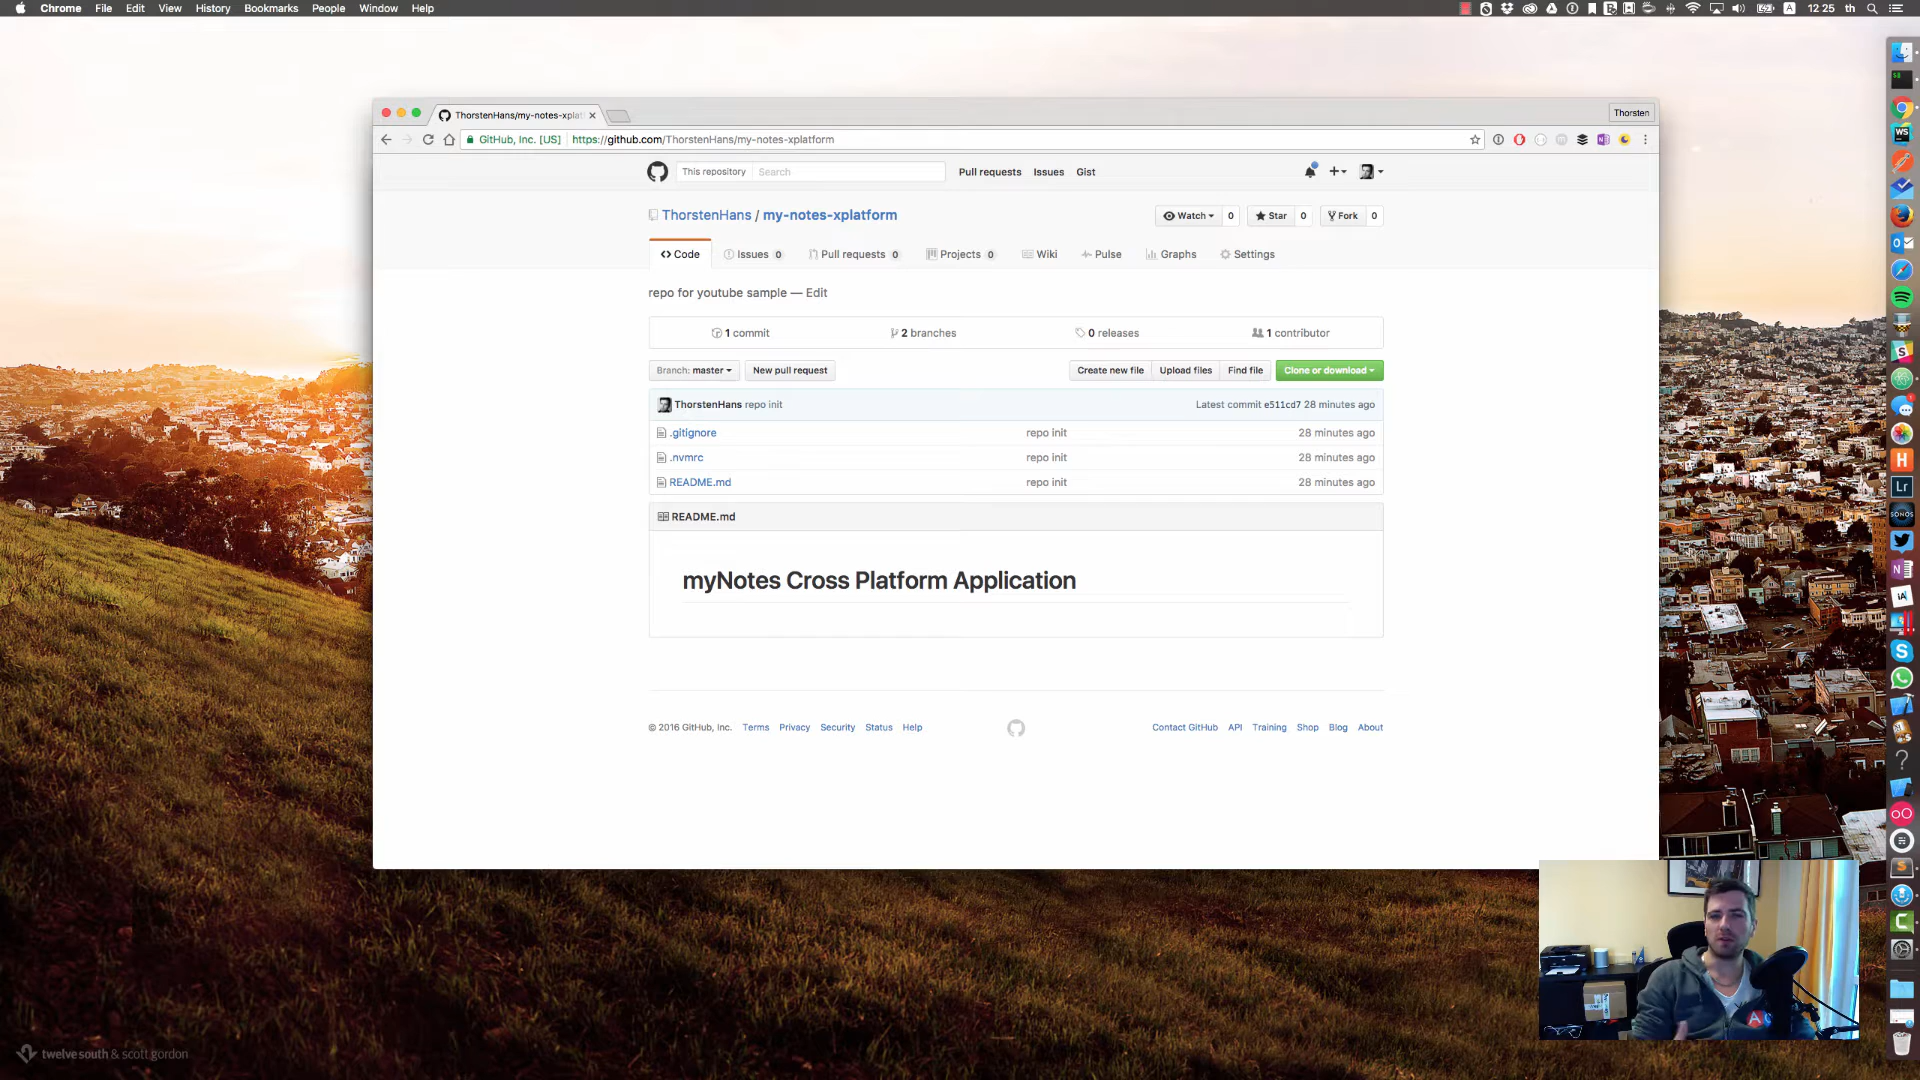 Chrome File Edit View History Bookmarks People Window Help
12 25 th
ThorstenHans/my-notes-xplat
Thorsten
GitHub, Inc. [US] https://github.com/ThorstenHans/my-notes-xplatform
This repository Search Pull requests Issues Gist
ThorstenHans / my-notes-xplatform
Watch 0 Star 0 Fork 0
Code Issues 0 Pull requests 0 Projects 0 Wiki Pulse Graphs Settings
repo for youtube sample — Edit
1 commit 2 branches 0 releases 1 contributor
Branch: master New pull request Create new file Upload files Find file Clone or download
ThorstenHans repo init Latest commit e511cd7 28 minutes ago
.gitignore repo init 28 minutes ago
.nvmrc repo init 28 minutes ago
README.md repo init 28 minutes ago
README.md
myNotes Cross Platform Application
© 2016 GitHub, Inc. Terms Privacy Security Status Help Contact GitHub API Training Shop Blog About
WS
H
Lr
SONOS
N
iA
twelve south & scott gordon